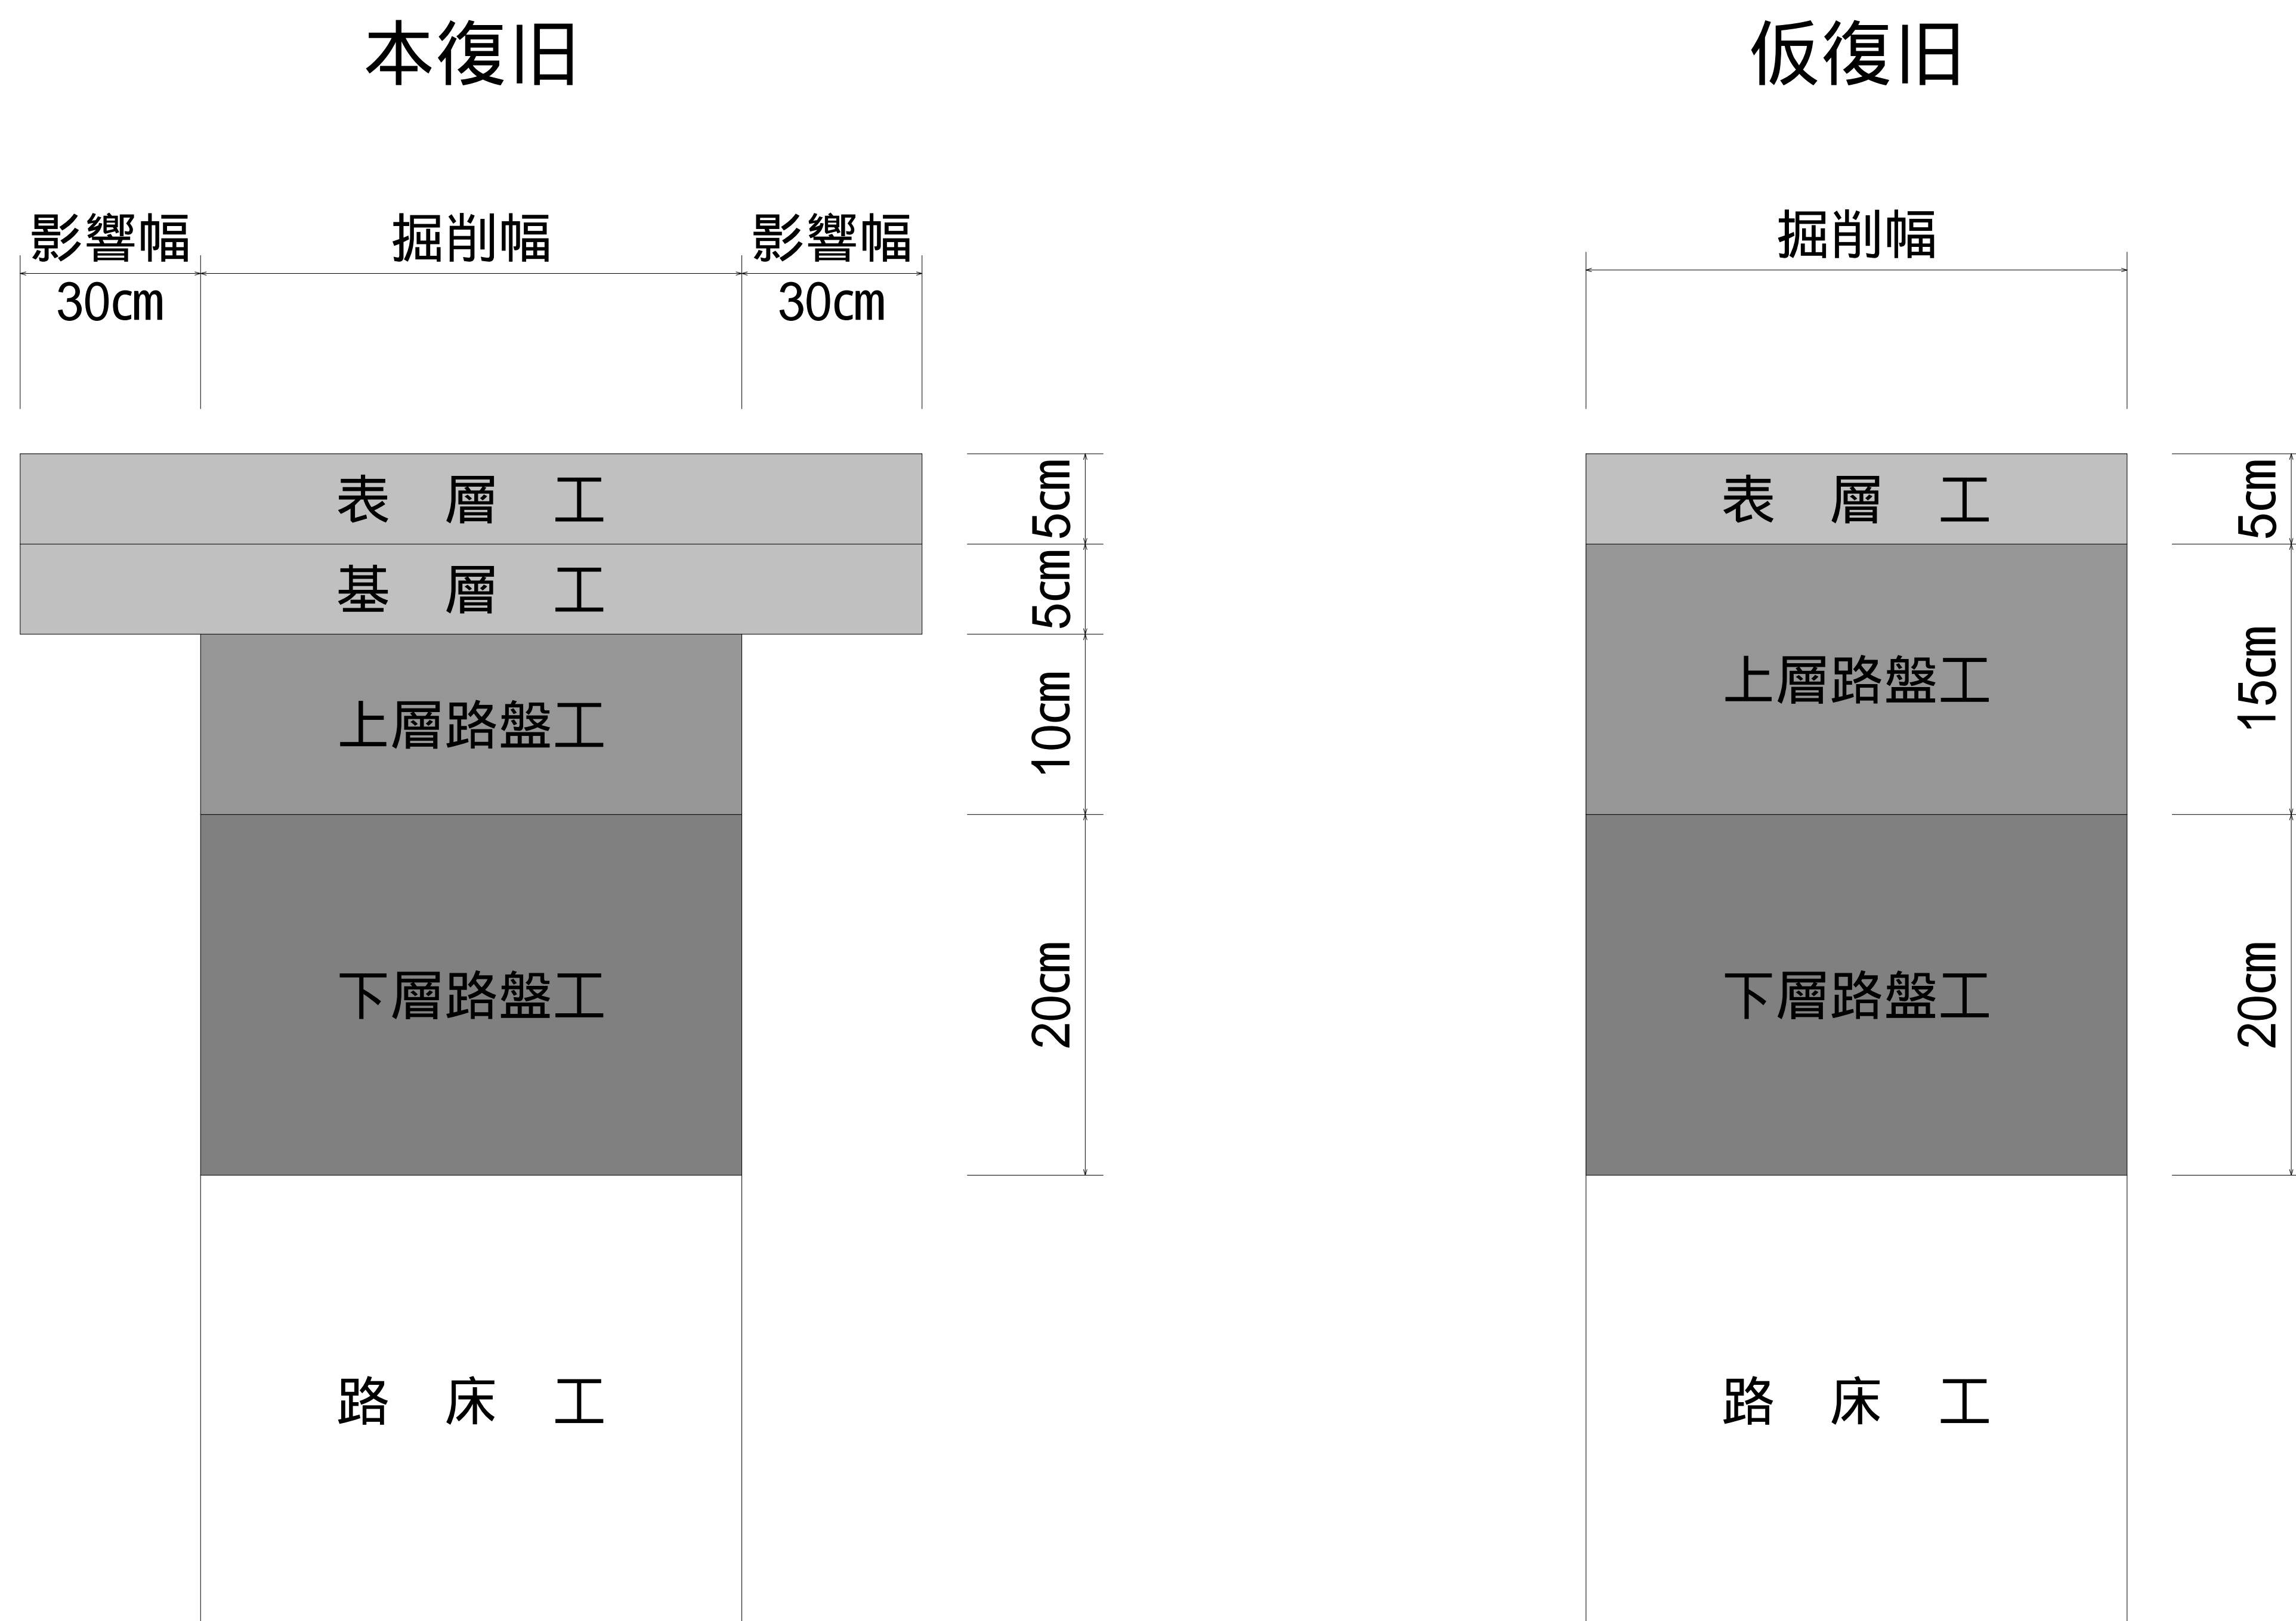 本復旧
影響幅
掘削幅
影響幅
30cm
30cm
表　層　工
5cm
基　層　工
5cm
上層路盤工
10cm
下層路盤工
20cm
路　床　工
仮復旧
掘削幅
表　層　工
5cm
上層路盤工
15cm
下層路盤工
20cm
路　床　工